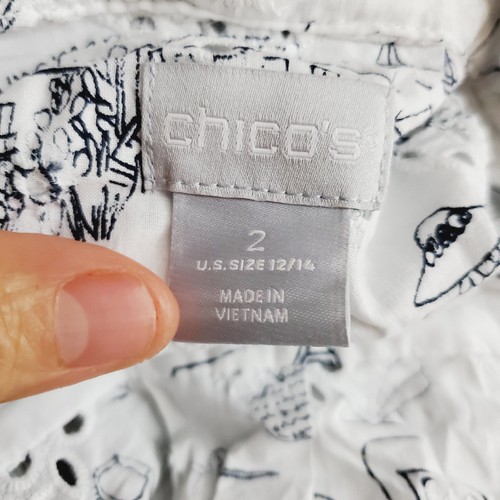 chico's
2
U.S. SIZE 12/14
MADE IN
VIETNAM